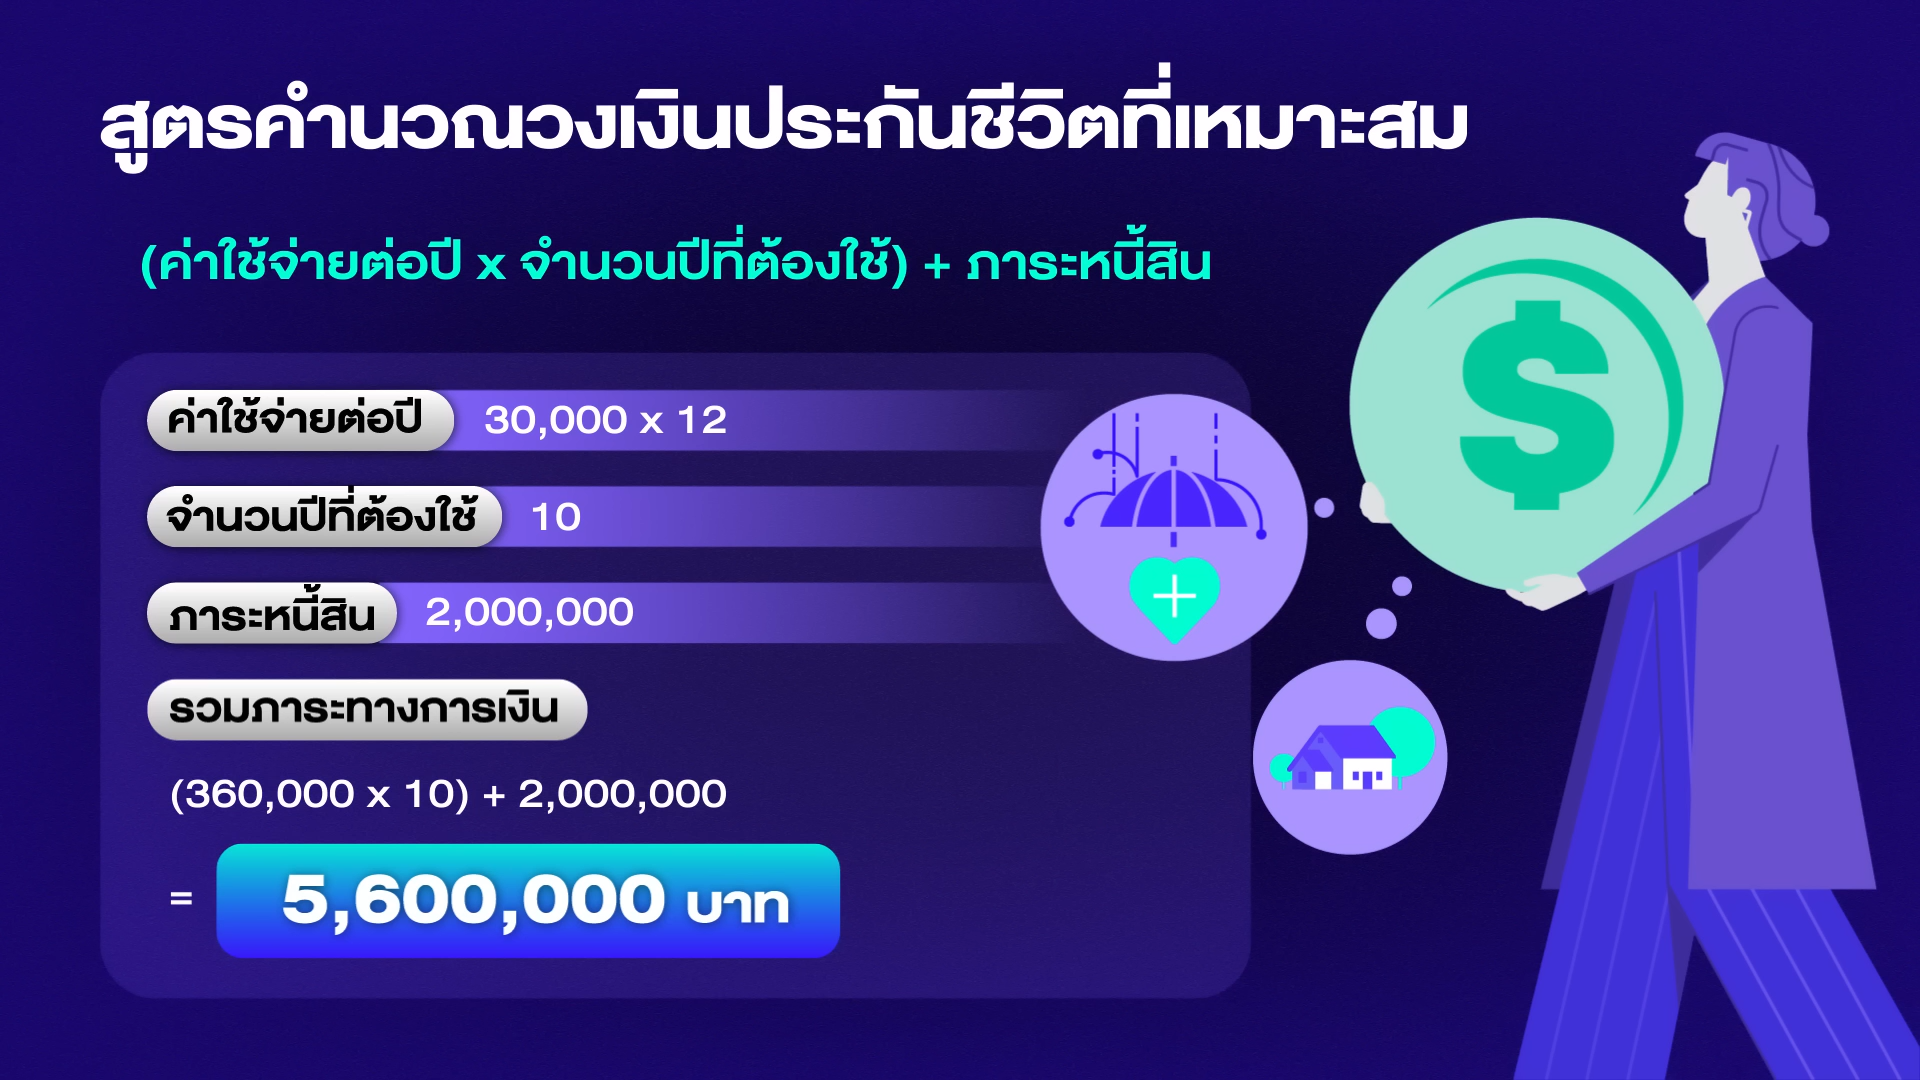 สูตรคำนวณวงเงินประกันชีวิตที่เหมาะสม
(ค่าใช้จ่ายต่อปี x จำนวนปีที่ต้องใช้) + ภาระหนี้สิน
ค่าใช้จ่ายต่อปี 30,000 x 12
จำนวนปีที่ต้องใช้ 10
ภาระหนี้สิน 2,000,000
รวมภาระทางการเงิน
(360,000 x 10) + 2,000,000
= 5,600,000 บาท
$